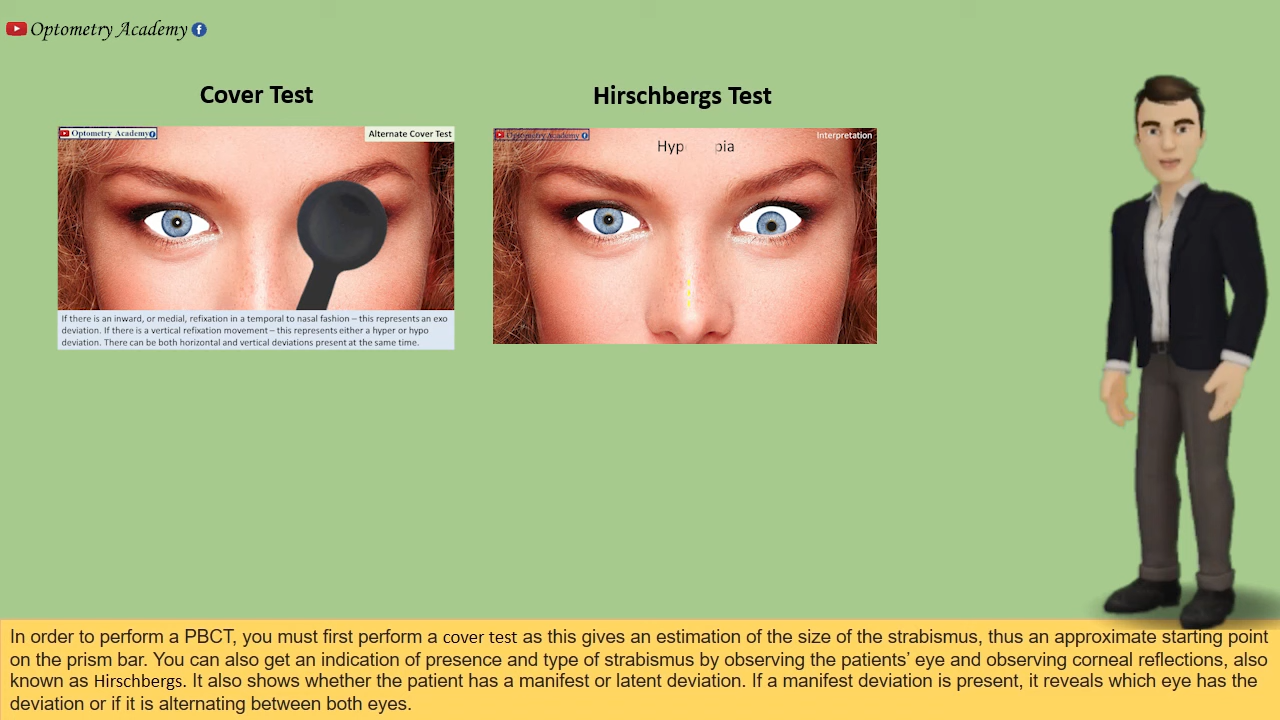 Optometry Academy
Cover Test
Hirschbergs Test
Optometry Academy
Alternate Cover Test
If there is an inward, or medial, refixation in a temporal to nasal fashion – this represents an exo
deviation. If there is a vertical refixation movement – this represents either a hyper or hypo
deviation. There can be both horizontal and vertical deviations present at the same time.
Optometry Academy
Interpretation
Hyp pia
In order to perform a PBCT, you must first perform a cover test as this gives an estimation of the size of the strabismus, thus an approximate starting point
on the prism bar. You can also get an indication of presence and type of strabismus by observing the patients’ eye and observing corneal reflections, also
known as Hirschbergs. It also shows whether the patient has a manifest or latent deviation. If a manifest deviation is present, it reveals which eye has the
deviation or if it is alternating between both eyes.